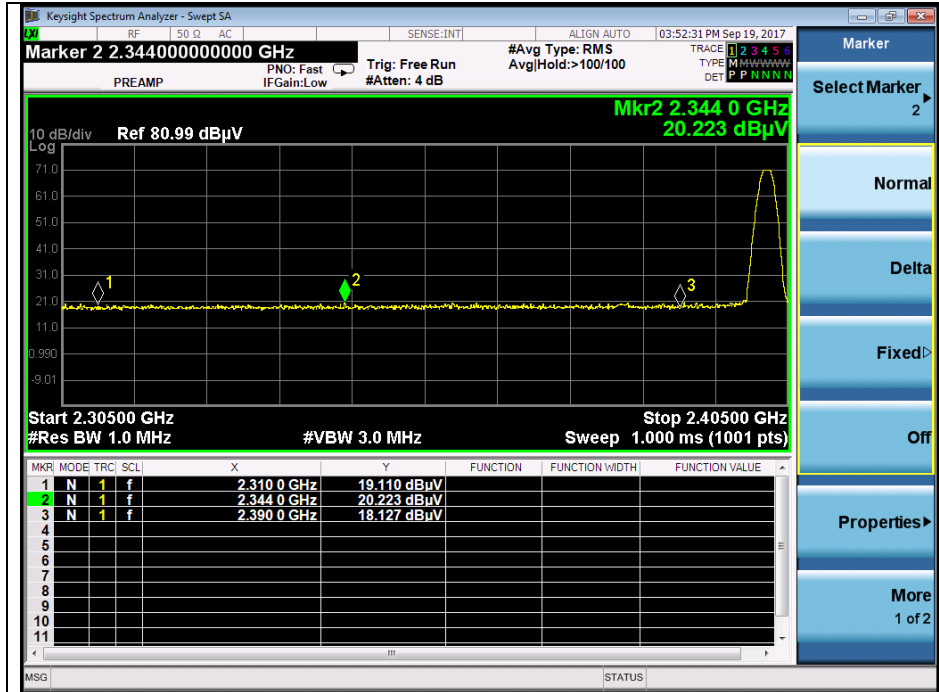 Keysight Spectrum Analyzer - Swept SA
LXI RF 50 Ω AC SENSE:INT ALIGN AUTO 03:52:31 PM Sep 19, 2017
Marker 2 2.344000000000 GHz
PREAMP
PNO: Fast
IFGain:Low
Trig: Free Run
#Atten: 4 dB
#Avg Type: RMS
Avg|Hold:>100/100
TRACE 1 2 3 4 5 6
TYPE M M W W W W
DET P P N N N N
Mkr2 2.344 0 GHz
20.223 dBµV
10 dB/div Ref 80.99 dBµV
Log
71.0
61.0
51.0
41.0
31.0
21.0
11.0
0.990
-9.01
1
2
3
Start 2.30500 GHz Stop 2.40500 GHz
#Res BW 1.0 MHz #VBW 3.0 MHz Sweep 1.000 ms (1001 pts)
MKR MODE TRC SCL X Y FUNCTION FUNCTION WIDTH FUNCTION VALUE
1 N 1 f 2.310 0 GHz 19.110 dBµV
2 N 1 f 2.344 0 GHz 20.223 dBµV
3 N 1 f 2.390 0 GHz 18.127 dBµV
4
5
6
7
8
9
10
11
MSG STATUS
Marker
Select Marker
2
Normal
Delta
Fixed
Off
Properties
More
1 of 2